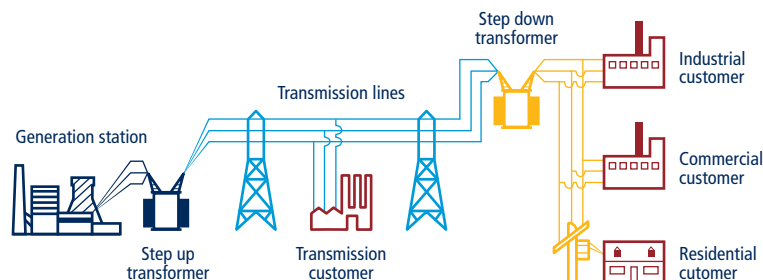 Step down
transformer
Industrial
customer
Transmission lines
Generation station
Commercial
customer
Step up
transformer
Transmission
customer
Residential
cutomer